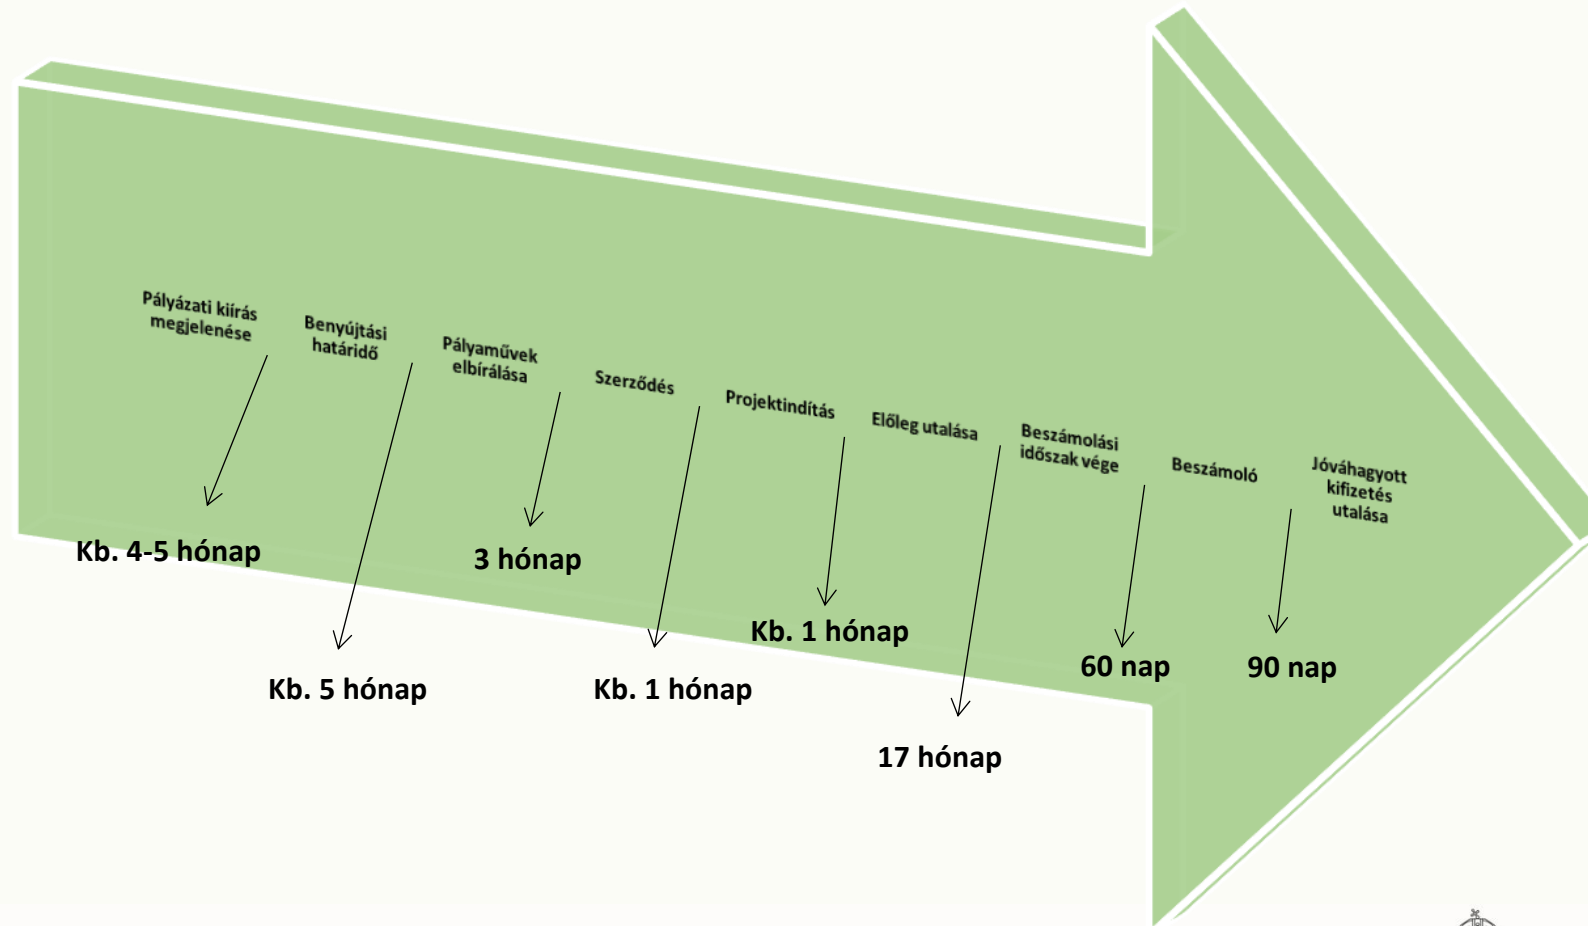 Pályázati kiírás
megjelenése
Benyújtási
határidő
Pályaművek
elbírálása
Szerződés
Projektindítás
Előleg utalása
Beszámolási
időszak vége
Beszámoló
Jóváhagyott
kifizetés
utalása
Kb. 4-5 hónap
Kb. 5 hónap
3 hónap
Kb. 1 hónap
Kb. 1 hónap
17 hónap
60 nap
90 nap